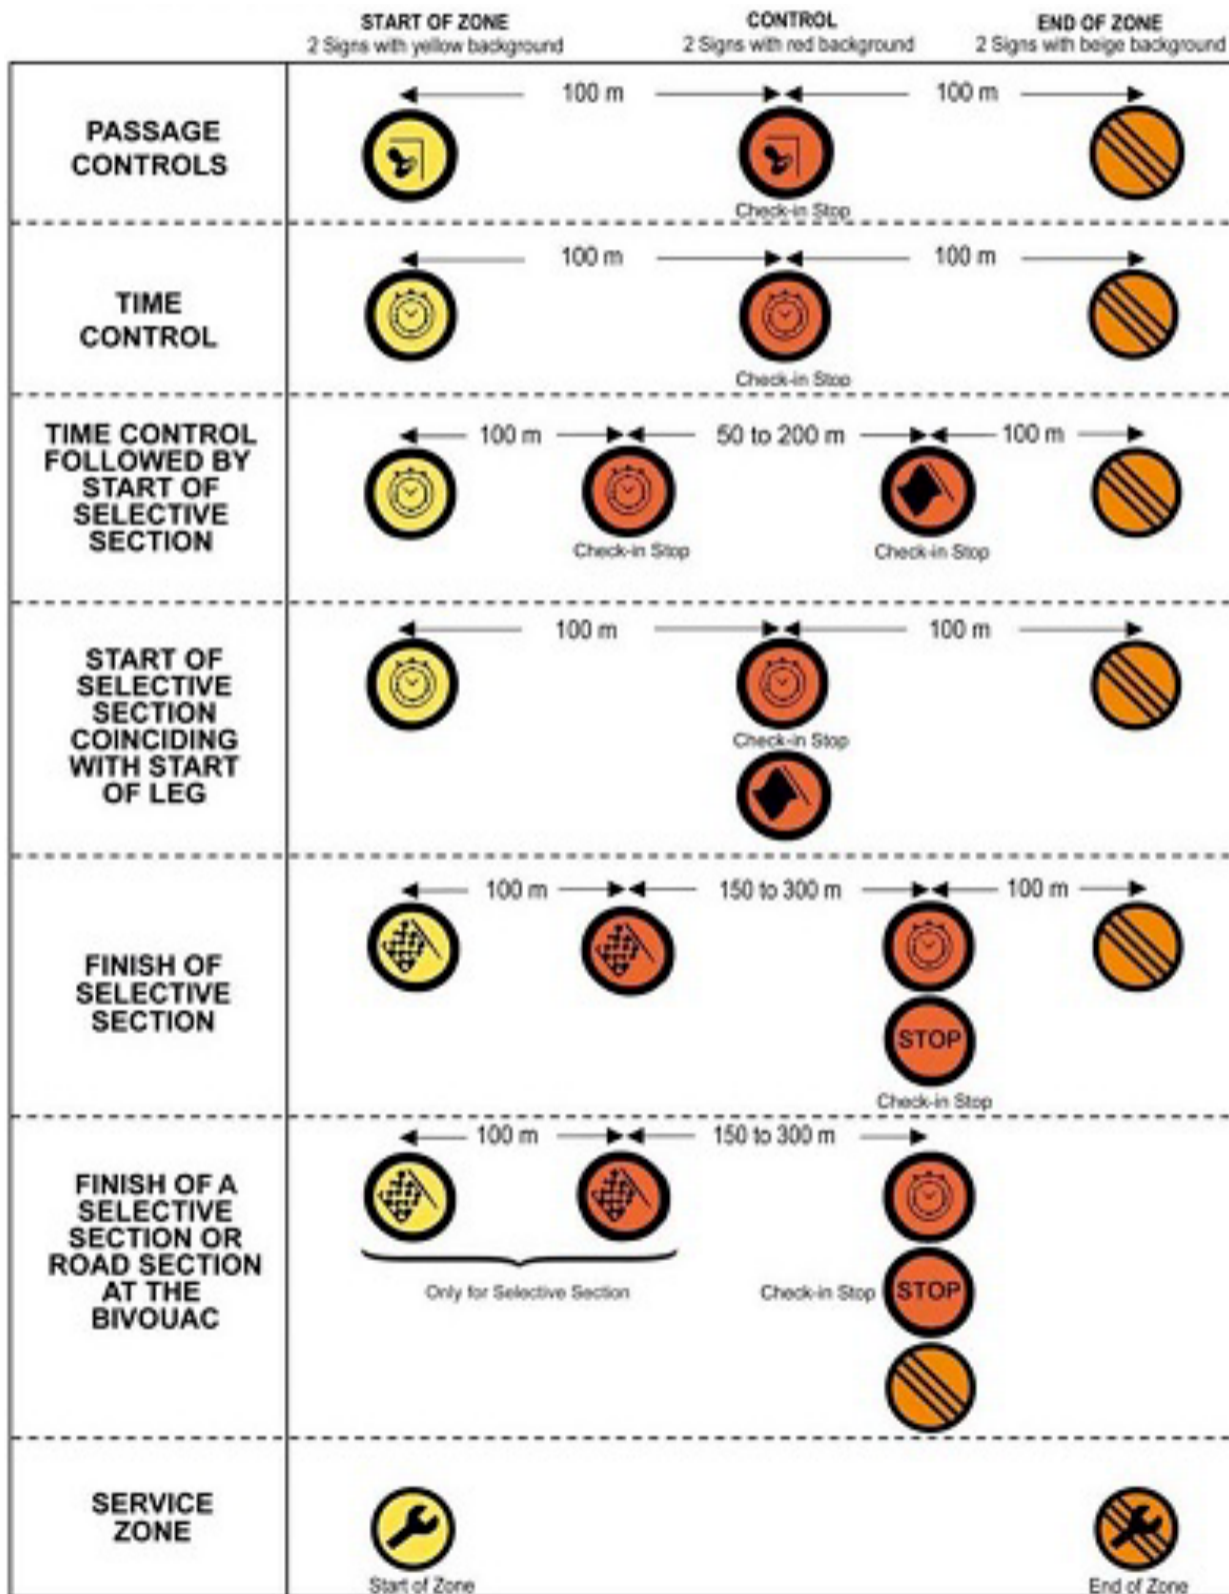 START OF ZONE
2 Signs with yellow background
CONTROL
2 Signs with red background
END OF ZONE
2 Signs with beige background
PASSAGE
CONTROLS
100 m
100 m
Check-in Stop
TIME
CONTROL
100 m
100 m
Check-in Stop
TIME CONTROL
FOLLOWED BY
START OF
SELECTIVE
SECTION
100 m
50 to 200 m
100 m
Check-in Stop
Check-in Stop
START OF
SELECTIVE
SECTION
COINCIDING
WITH START
OF LEG
100 m
100 m
Check-in Stop
FINISH OF
SELECTIVE
SECTION
100 m
150 to 300 m
100 m
STOP
Check-in Stop
FINISH OF A
SELECTIVE
SECTION OR
ROAD SECTION
AT THE
BIVOUAC
100 m
150 to 300 m
Only for Selective Section
Check-in Stop
STOP
SERVICE
ZONE
Start of Zone
End of Zone